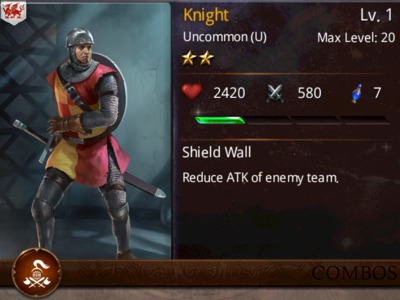 Knight Lv. 1
Uncommon (U) Max Level: 20
2420 580 7
Shield Wall
Reduce ATK of enemy team.
COMBOS